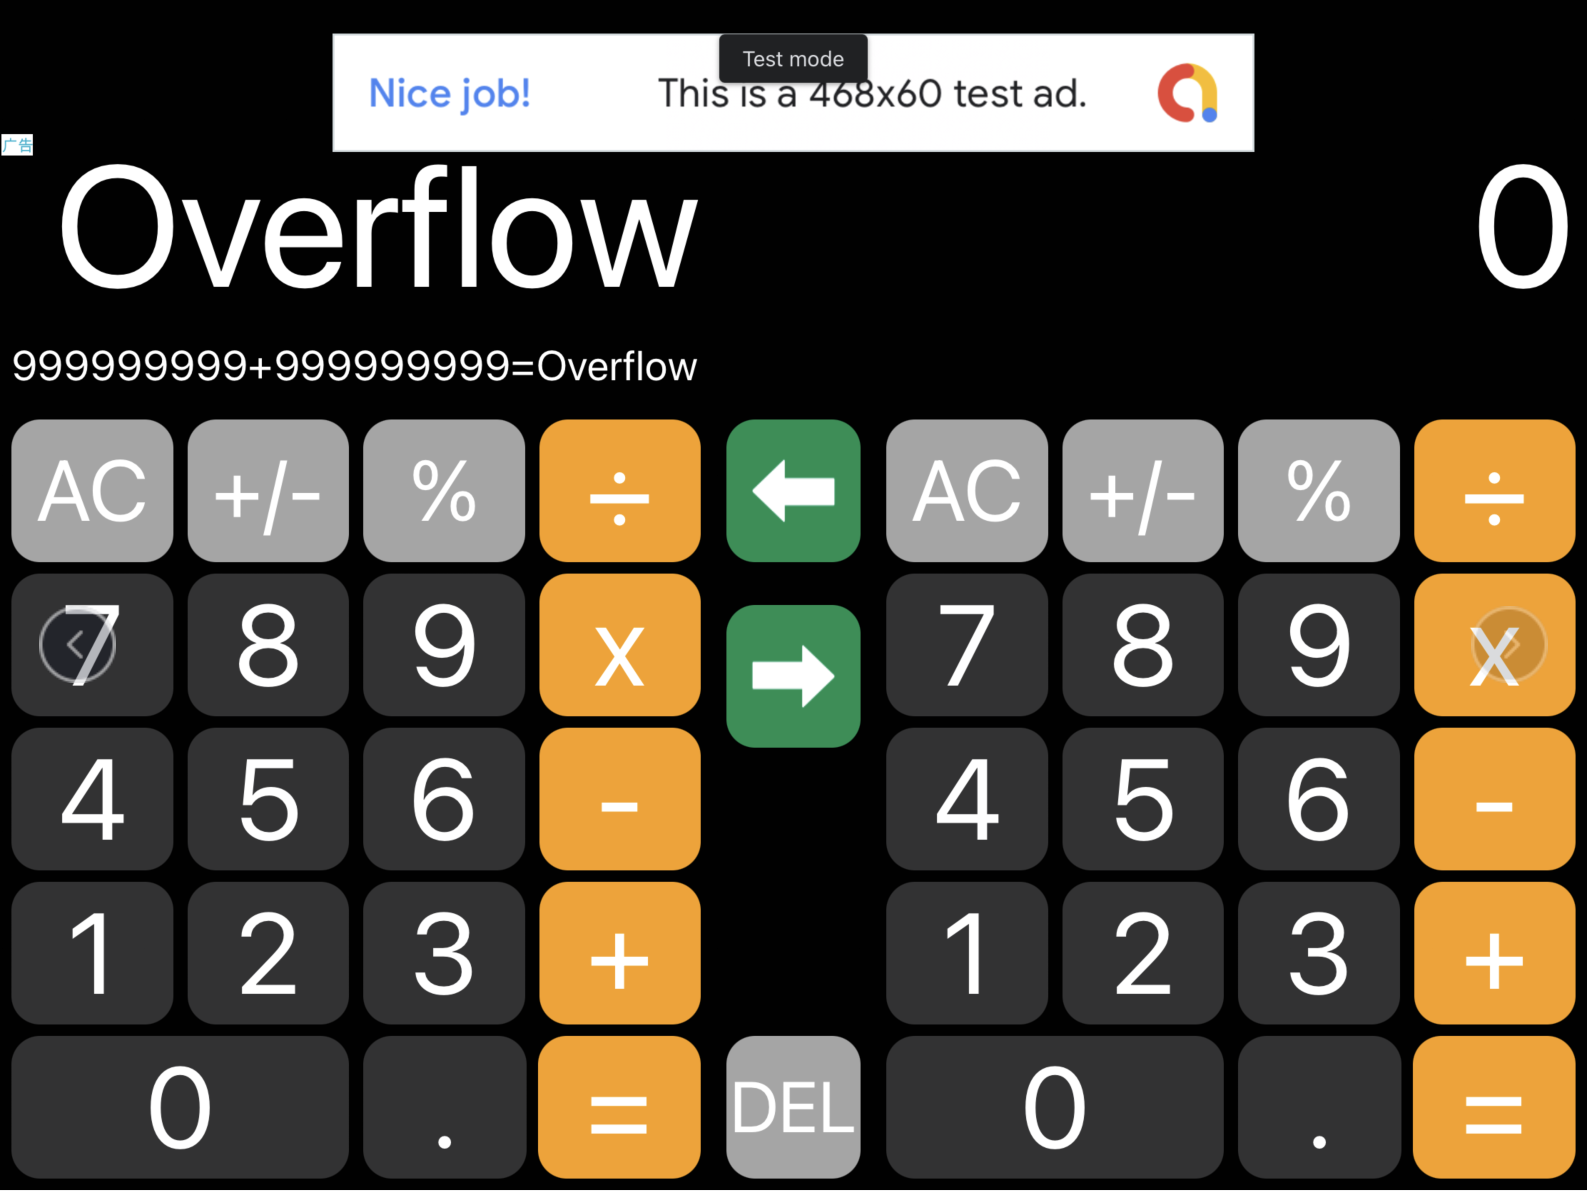 Test mode
Nice job! This is a 468x60 test ad.
广告
Overflow 0
999999999+999999999=Overflow
AC +/- % ÷ AC +/- % ÷
7 8 9 x 7 8 9 x
4 5 6 - 4 5 6 -
1 2 3 + 1 2 3 +
0 . = DEL 0 . =